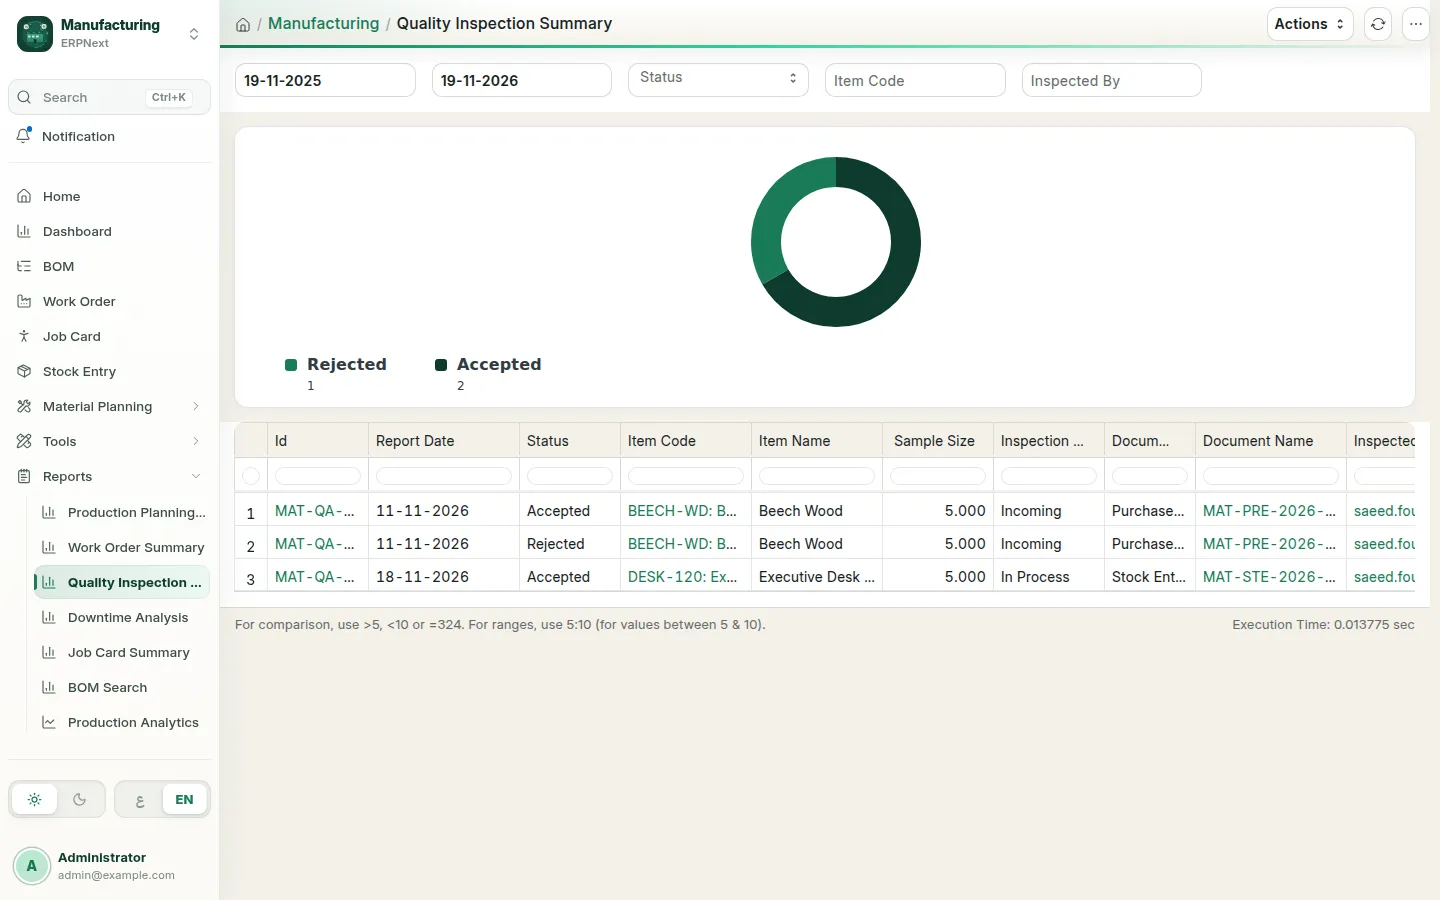 Manufacturing
ERPNext
Search Ctrl+K
Notification
Home
Dashboard
BOM
Work Order
Job Card
Stock Entry
Material Planning
Tools
Reports
Production Planning...
Work Order Summary
Quality Inspection ...
Downtime Analysis
Job Card Summary
BOM Search
Production Analytics
ع EN
A Administrator
admin@example.com
/ Manufacturing / Quality Inspection Summary
Actions
19-11-2025 19-11-2026 Status Item Code Inspected By
Rejected Accepted
1 2
Id Report Date Status Item Code Item Name Sample Size Inspection ... Docum... Document Name Inspected
1 MAT-QA-... 11-11-2026 Accepted BEECH-WD: B... Beech Wood 5.000 Incoming Purchase... MAT-PRE-2026-... saeed.fou
2 MAT-QA-... 11-11-2026 Rejected BEECH-WD: B... Beech Wood 5.000 Incoming Purchase... MAT-PRE-2026-... saeed.fou
3 MAT-QA-... 18-11-2026 Accepted DESK-120: Ex... Executive Desk ... 5.000 In Process Stock Ent... MAT-STE-2026-... saeed.fou
For comparison, use >5, <10 or =324. For ranges, use 5:10 (for values between 5 & 10).
Execution Time: 0.013775 sec